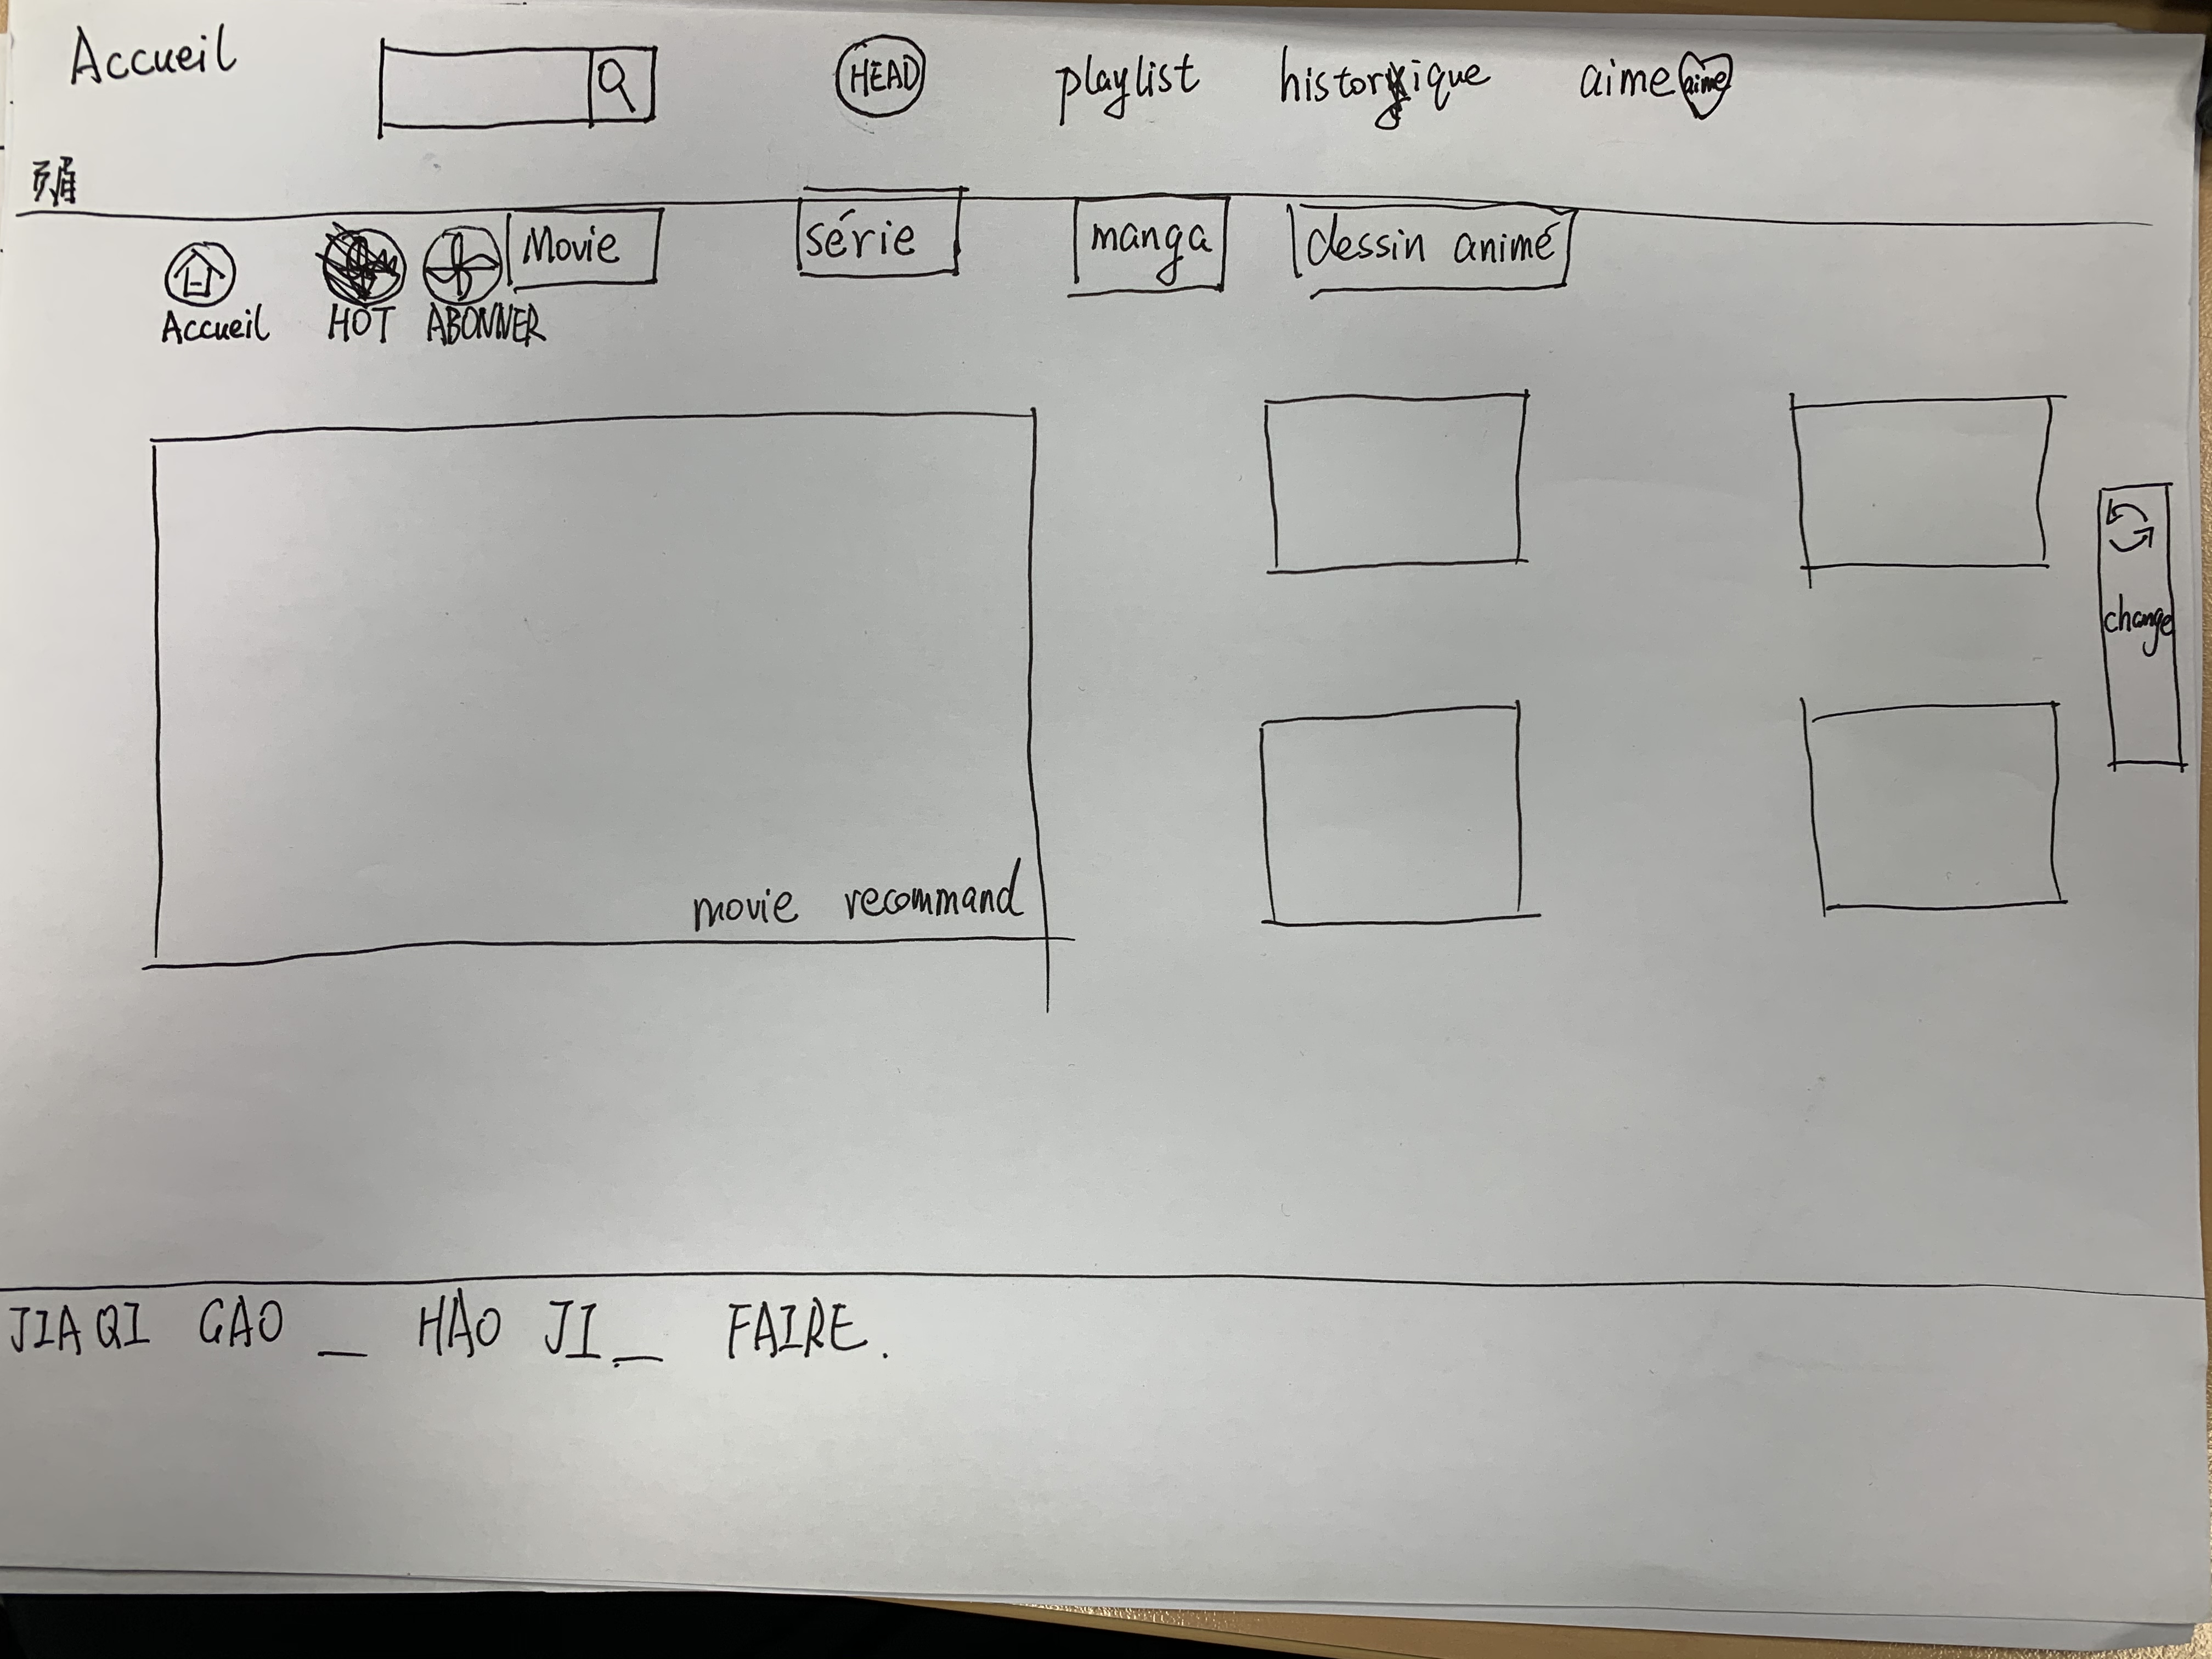 Accueil HEAD playlist historique aime aime
Movie série manga dessin animé
Accueil HOT ABONNER
change
movie recommand
JIAQI GAO _ HAO JI _ FAIRE.